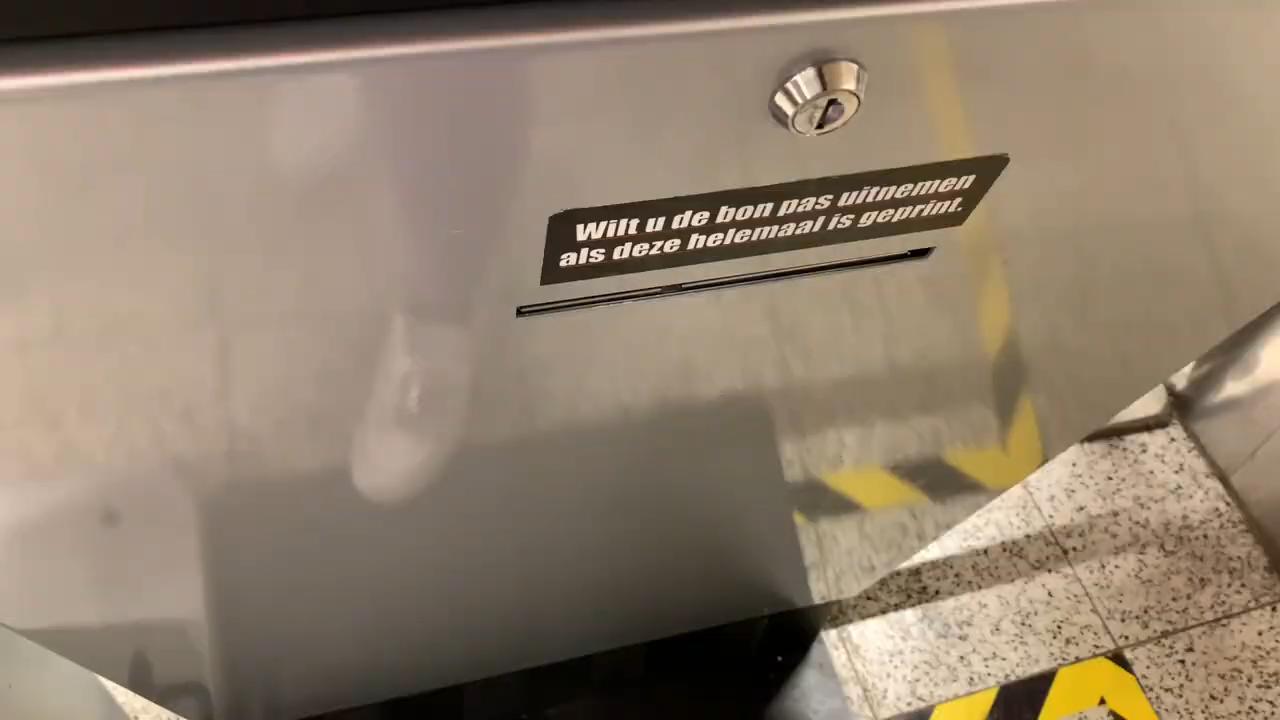 Wilt u de bon pas uitnemen
als deze helemaal is geprint.